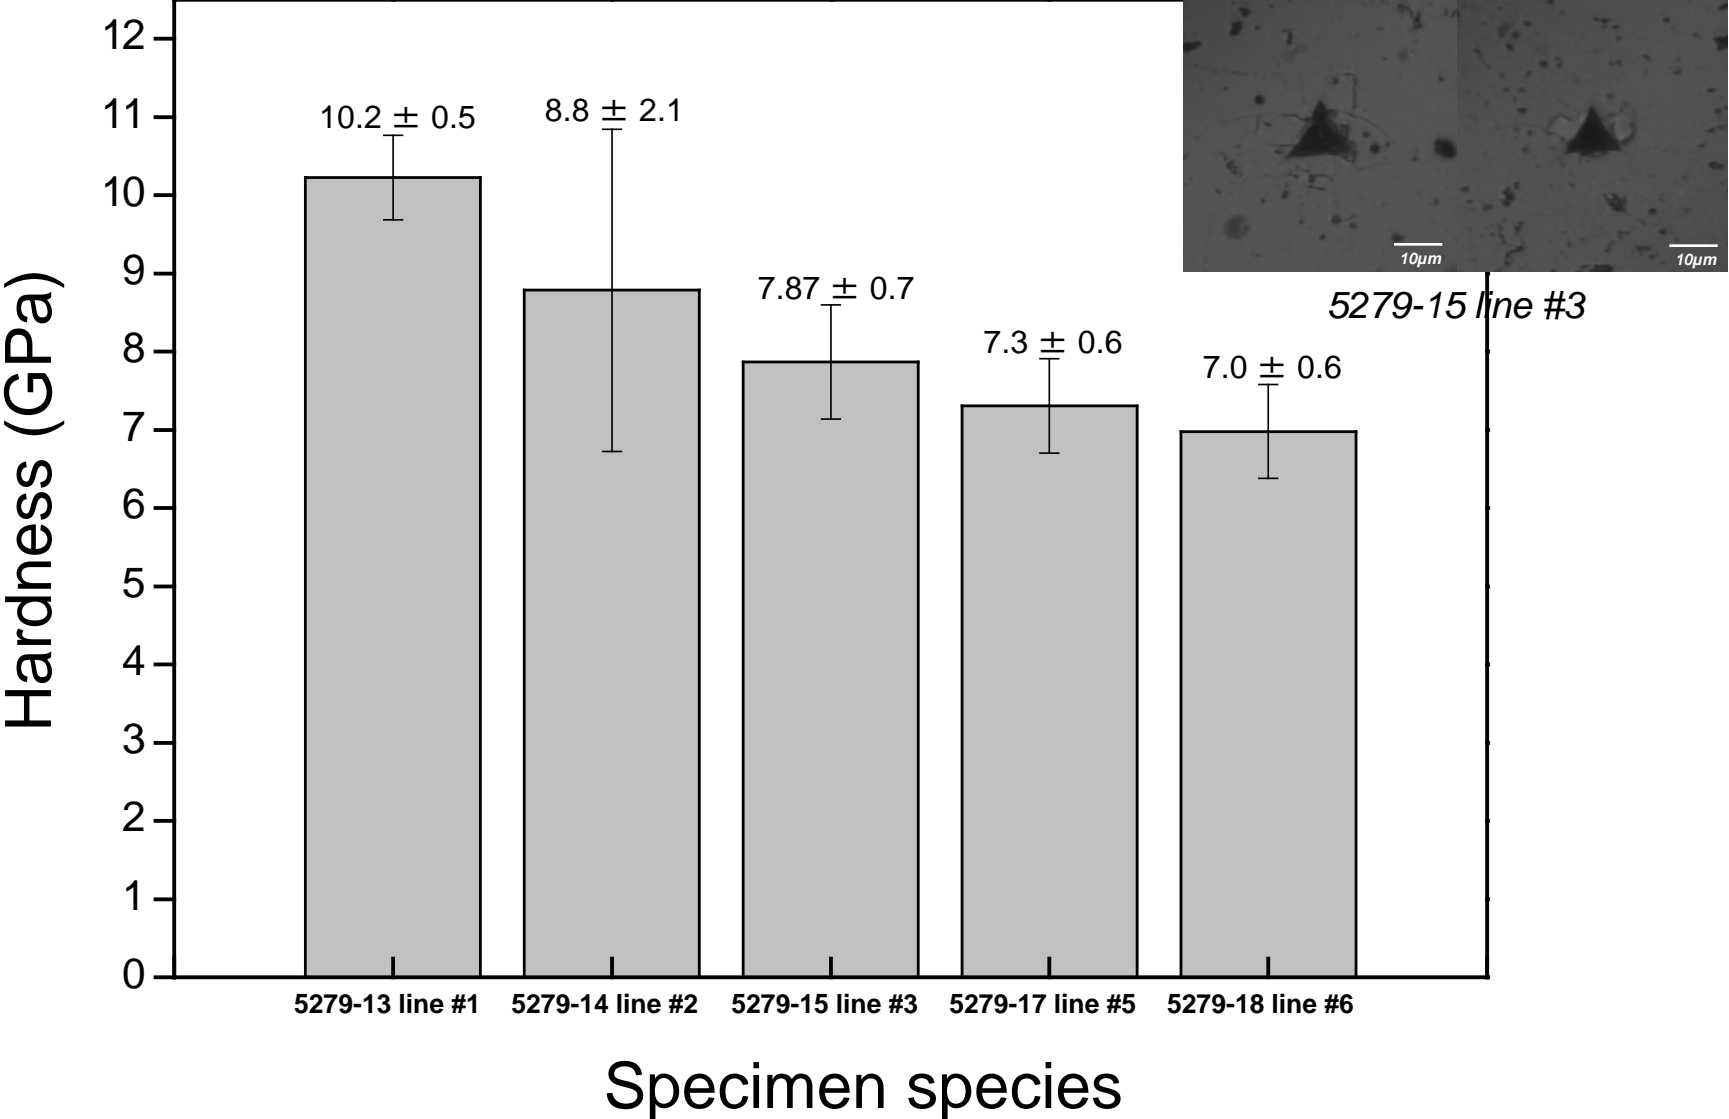 12
11
10
9
8
7
6
5
4
3
2
1
0
Hardness (GPa)
10.2 ± 0.5
8.8 ± 2.1
7.87 ± 0.7
7.3 ± 0.6
7.0 ± 0.6
10µm
10µm
5279-15 line #3
5279-13 line #1
5279-14 line #2
5279-15 line #3
5279-17 line #5
5279-18 line #6
Specimen species